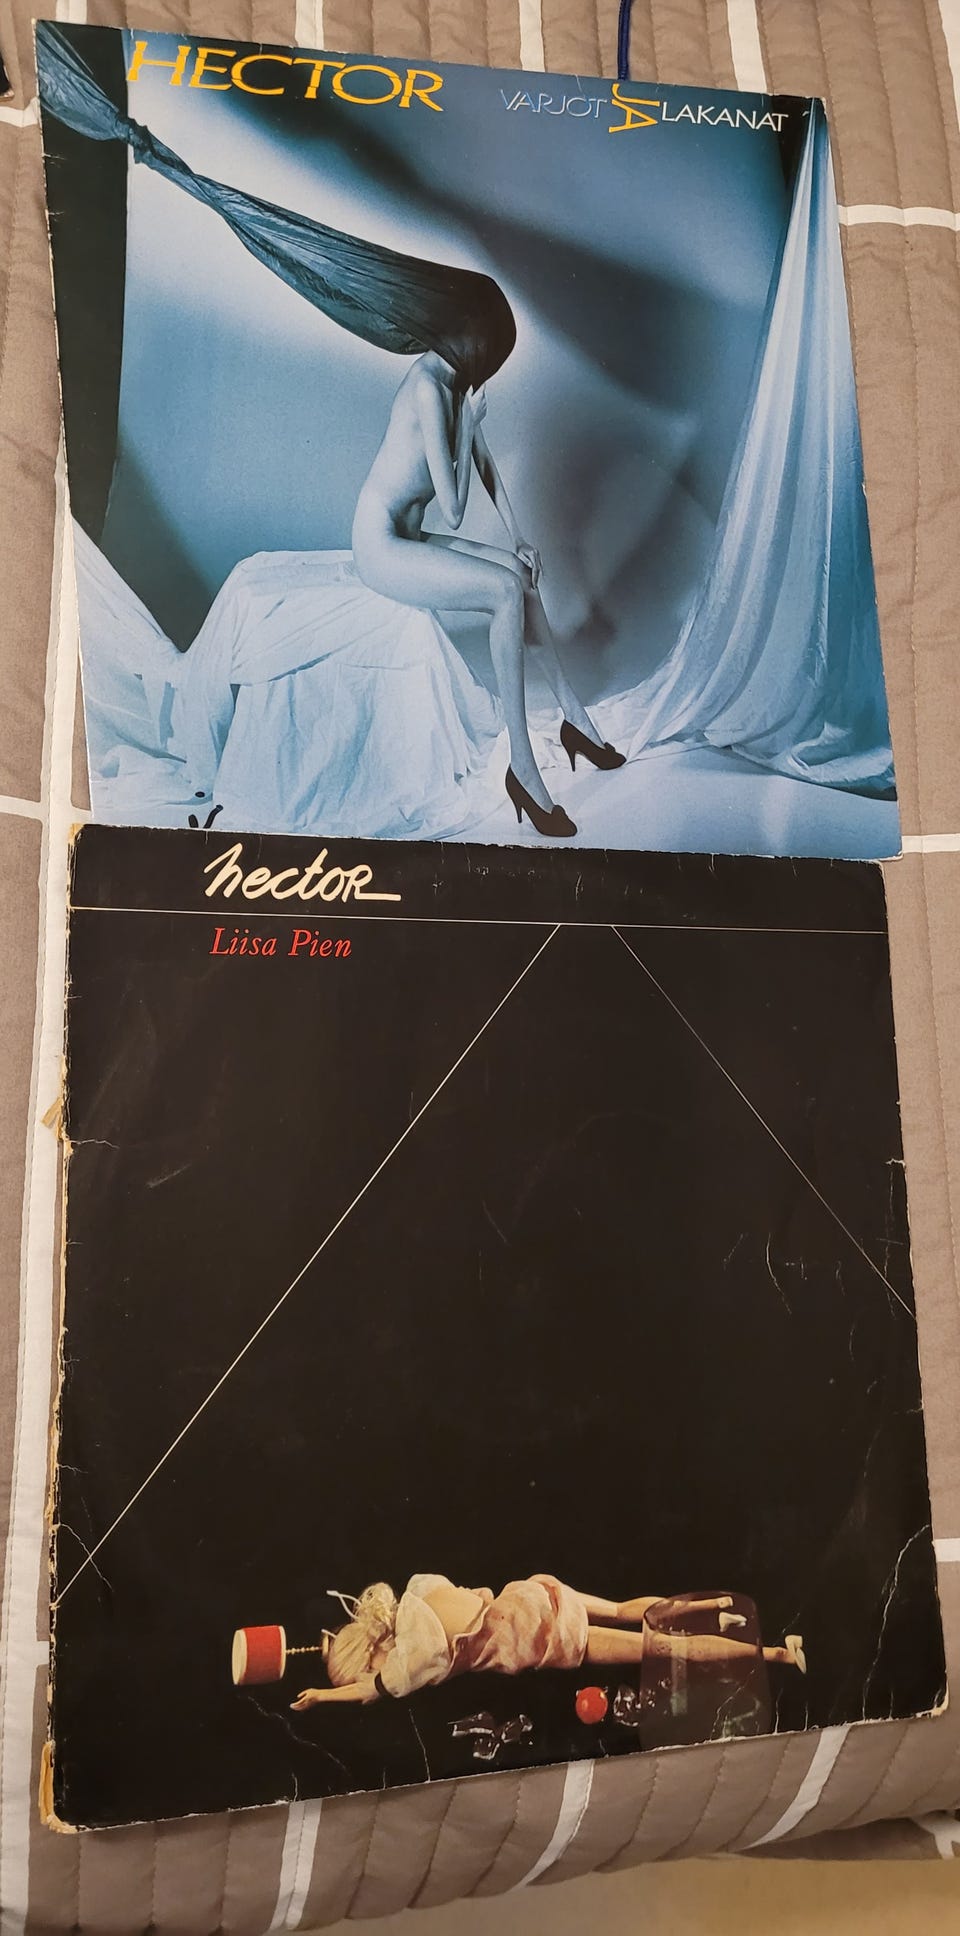 HECTOR
VARJOT JA LAKANAT
hectoR
Liisa Pien